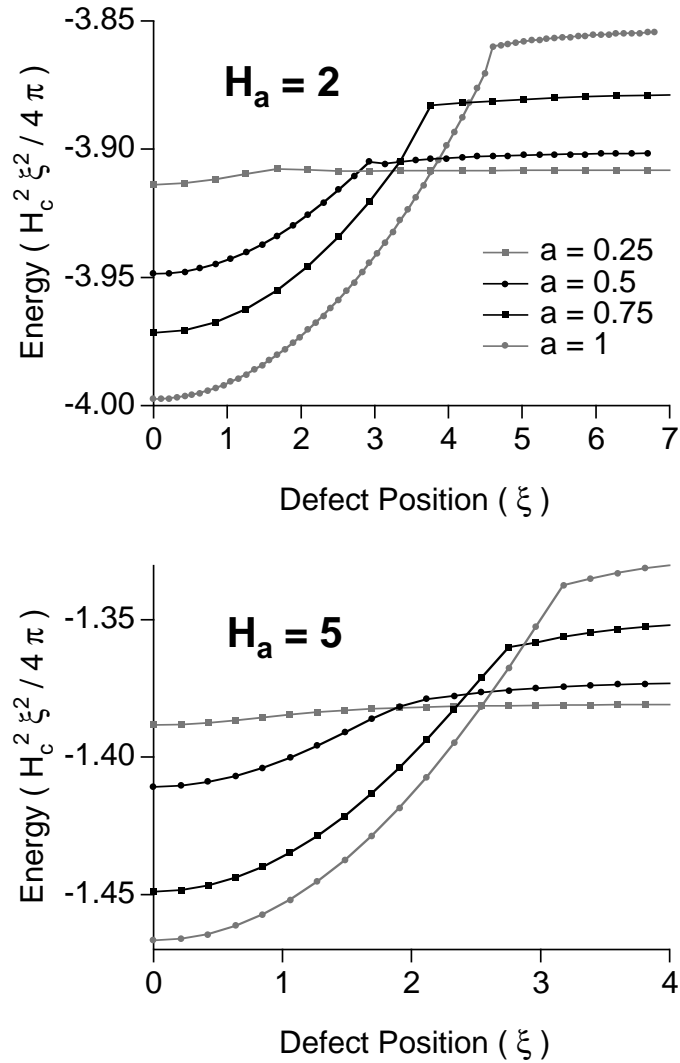 -3.85
H_a = 2
-3.90
Energy ( H_c^2 ξ^2 / 4 π )
-3.95
a = 0.25
a = 0.5
a = 0.75
a = 1
-4.00
0 1 2 3 4 5 6 7
Defect Position ( ξ )
-1.35
H_a = 5
-1.40
Energy ( H_c^2 ξ^2 / 4 π )
-1.45
0 1 2 3 4
Defect Position ( ξ )